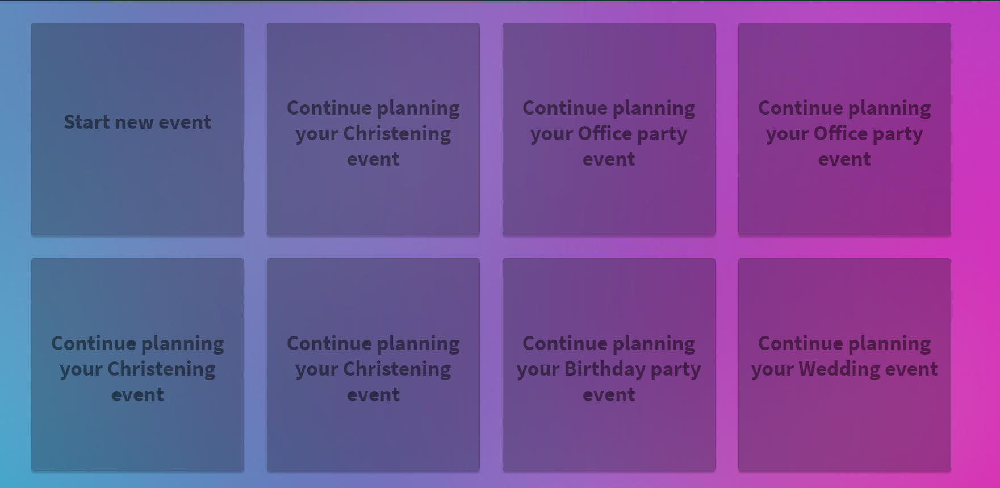 Start new event
Continue planning
your Christening
event
Continue planning
your Office party
event
Continue planning
your Office party
event
Continue planning
your Christening
event
Continue planning
your Christening
event
Continue planning
your Birthday party
event
Continue planning
your Wedding event